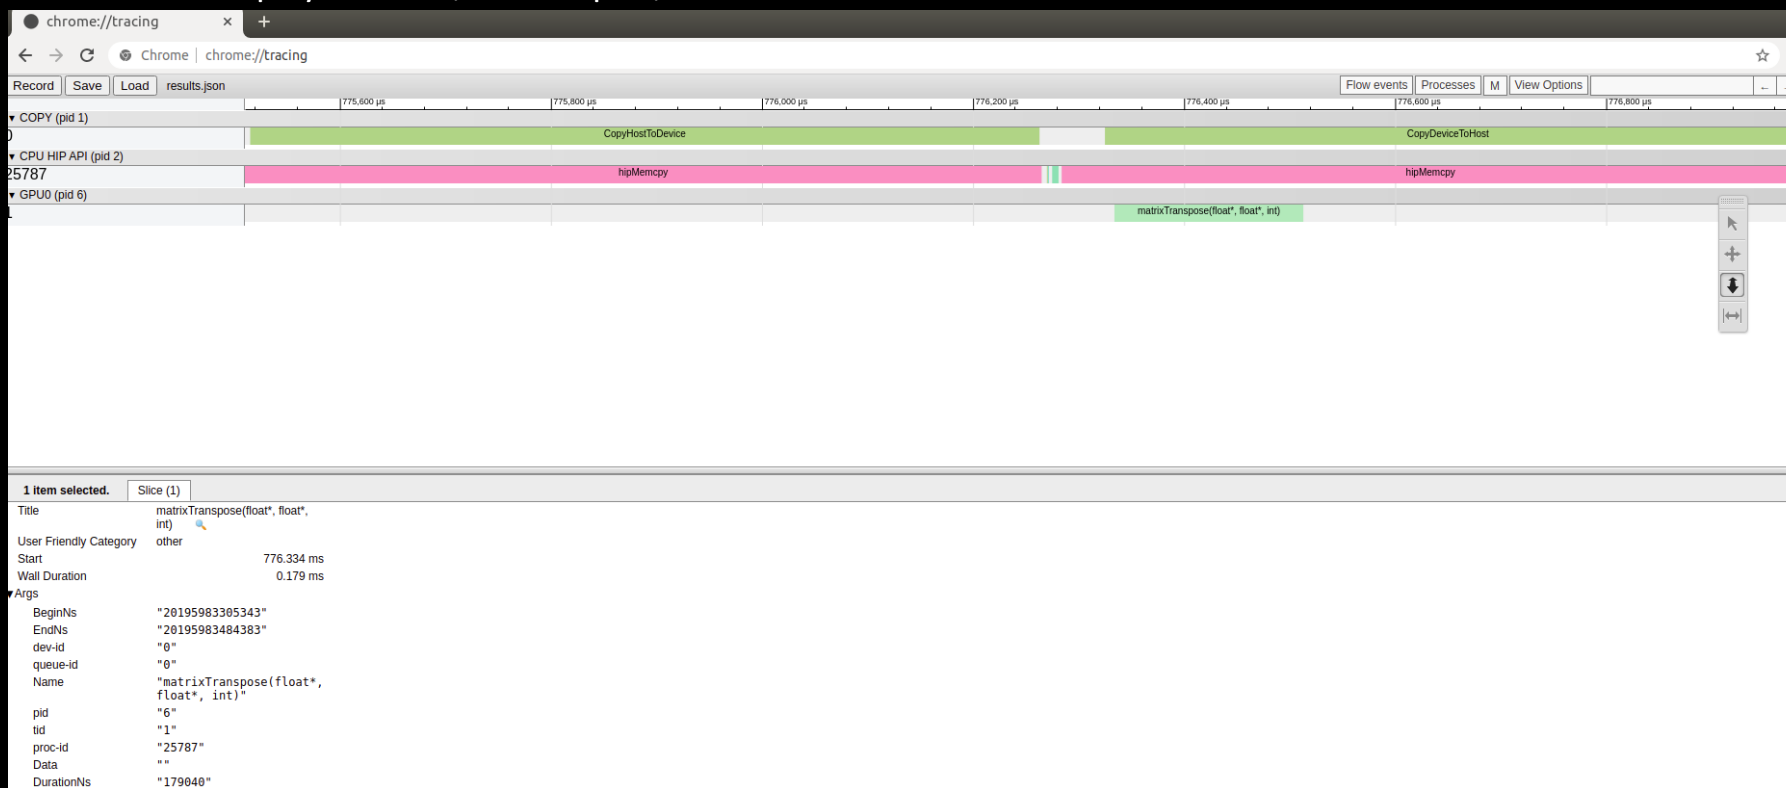 chrome://tracing × +
Chrome | chrome://tracing
Record Save Load results.json Flow events Processes M View Options ←
775,600 µs 775,800 µs 776,000 µs 776,200 µs 776,400 µs 776,600 µs 776,800 µs
▾ COPY (pid 1)
CopyHostToDevice CopyDeviceToHost
▾ CPU HIP API (pid 2)
25787 hipMemcpy hipMemcpy
▾ GPU0 (pid 6)
matrixTranspose(float*, float*, int)
1 item selected. Slice (1)
Title matrixTranspose(float*, float*,
int)
User Friendly Category other
Start 776.334 ms
Wall Duration 0.179 ms
▾Args
BeginNs "20195983305343"
EndNs "20195983484383"
dev-id "0"
queue-id "0"
Name "matrixTranspose(float*,
float*, int)"
pid "6"
tid "1"
proc-id "25787"
Data ""
DurationNs "179040"